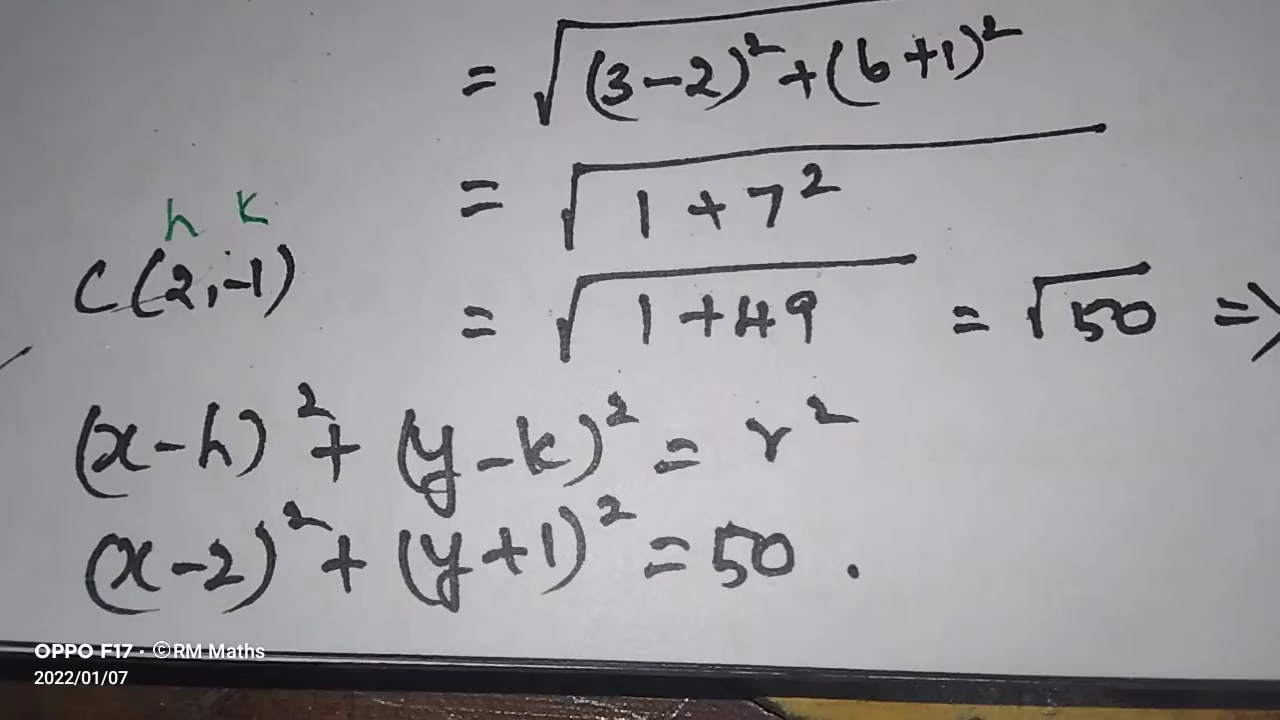 = √(3-2)² + (6+1)²
= √1 + 7²
h k
C(2,-1)
= √1 + 49 = √50 =>
(x-h)² + (y-k)² = r²
(x-2)² + (y+1)² = 50 .
OPPO F17 · ©RM Maths
2022/01/07